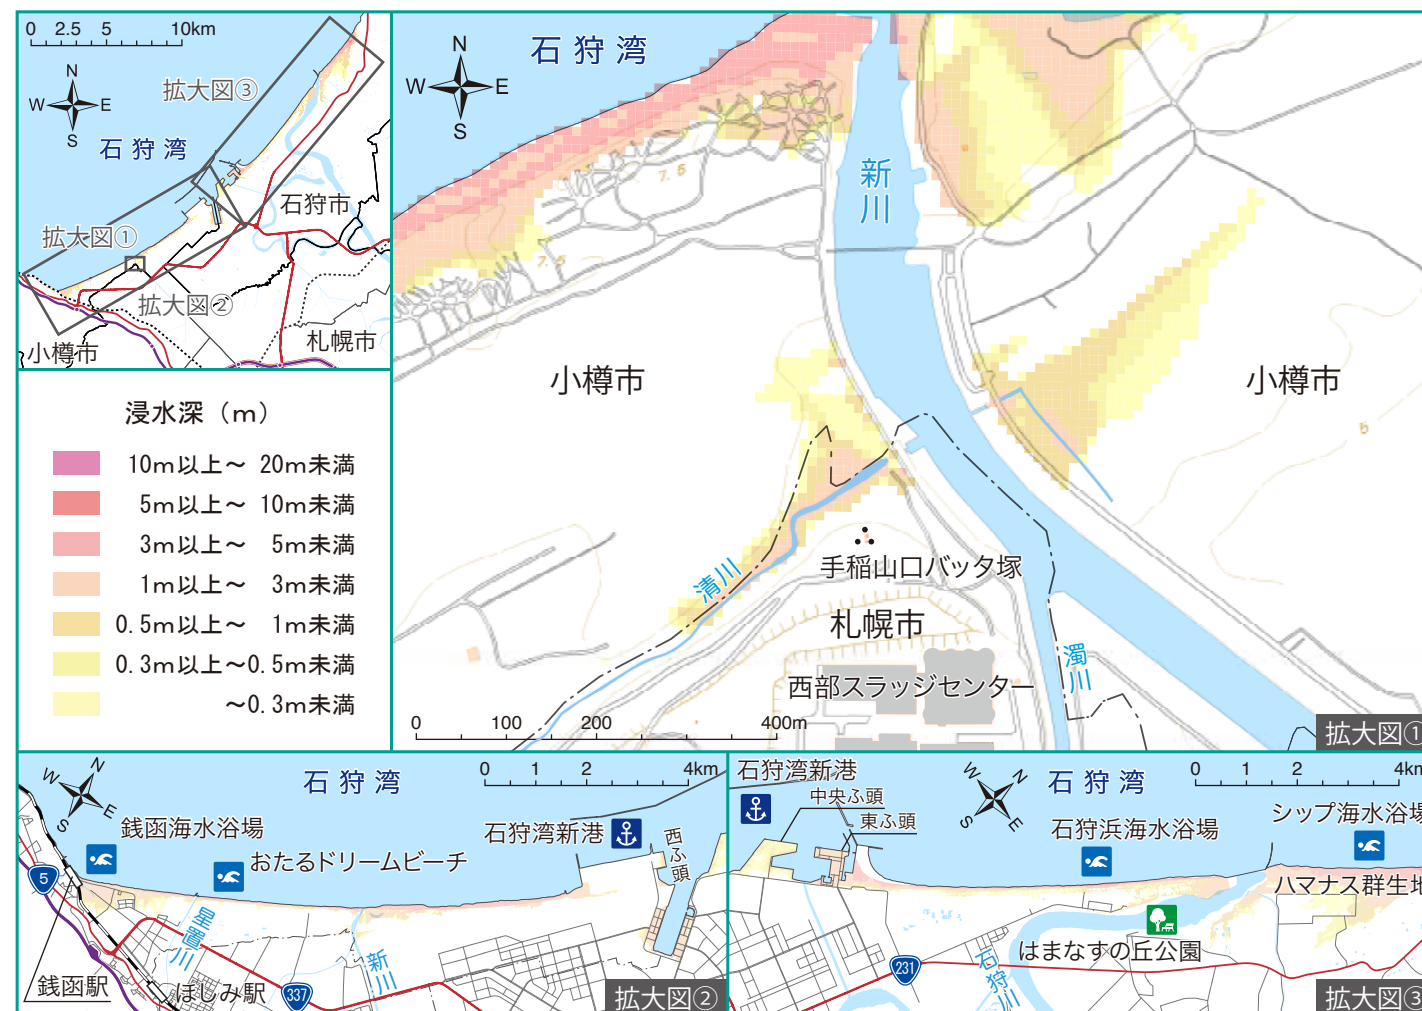 0 2.5 5 10km
N
W E
S
石狩湾
拡大図③
石狩市
拡大図①
拡大図②
札幌市
小樽市
浸水深（m）
10m以上～ 20m未満
5m以上～ 10m未満
3m以上～ 5m未満
1m以上～ 3m未満
0.5m以上～ 1m未満
0.3m以上～0.5m未満
～0.3m未満
N
W E
S
石狩湾
新川
7.5
7.5
小樽市
小樽市
5
清川
手稲山口バッタ塚
札幌市
濁川
西部スラッジセンター
0 100 200 400m
拡大図①
N
W E
S
石狩湾
0 1 2 4km
銭函海水浴場
おたるドリームビーチ
石狩湾新港
西ふ頭
5
星置川
新川
銭函駅
ほしみ駅
337
拡大図②
石狩湾新港
中央ふ頭
東ふ頭
N
W E
S
石狩湾
0 1 2 4km
石狩浜海水浴場
シップ海水浴場
ハマナス群生地
はまなすの丘公園
231
石狩川
拡大図③